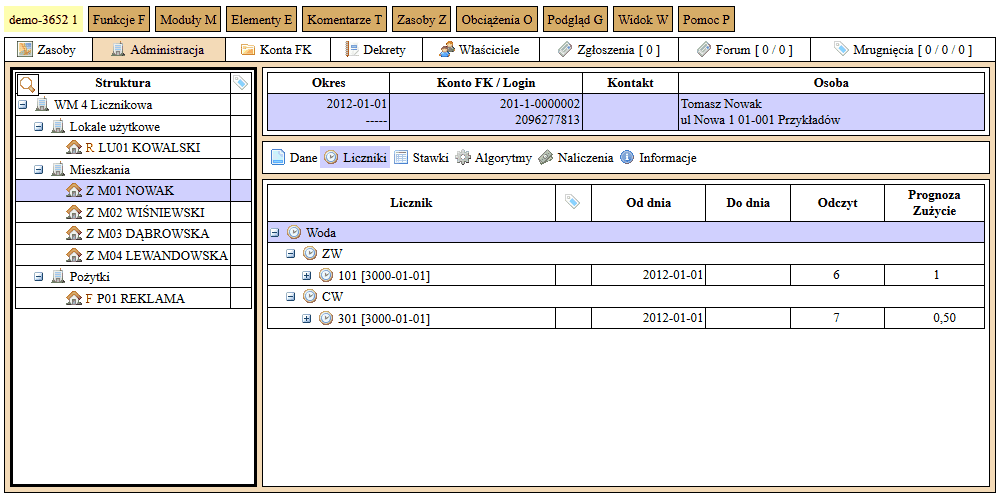 demo-3652 1 Funkcje F Moduły M Elementy E Komentarze T Zasoby Z Obciążenia O Podgląd G Widok W Pomoc P
Zasoby Administracja Konta FK Dekrety Właściciele Zgłoszenia [ 0 ] Forum [ 0 / 0 ] Mrugnięcia [ 0 / 0 / 0 ]
Struktura
WM 4 Licznikowa
Lokale użytkowe
R LU01 KOWALSKI
Mieszkania
Z M01 NOWAK
Z M02 WIŚNIEWSKI
Z M03 DĄBROWSKA
Z M04 LEWANDOWSKA
Pożytki
F P01 REKLAMA
Okres Konto FK / Login Kontakt Osoba
2012-01-01 201-1-0000002 Tomasz Nowak
----- 2096277813 ul Nowa 1 01-001 Przykładów
Dane Liczniki Stawki Algorytmy Naliczenia Informacje
Licznik Od dnia Do dnia Odczyt Prognoza
Zużycie
Woda
ZW
101 [3000-01-01] 2012-01-01 6 1
CW
301 [3000-01-01] 2012-01-01 7 0,50